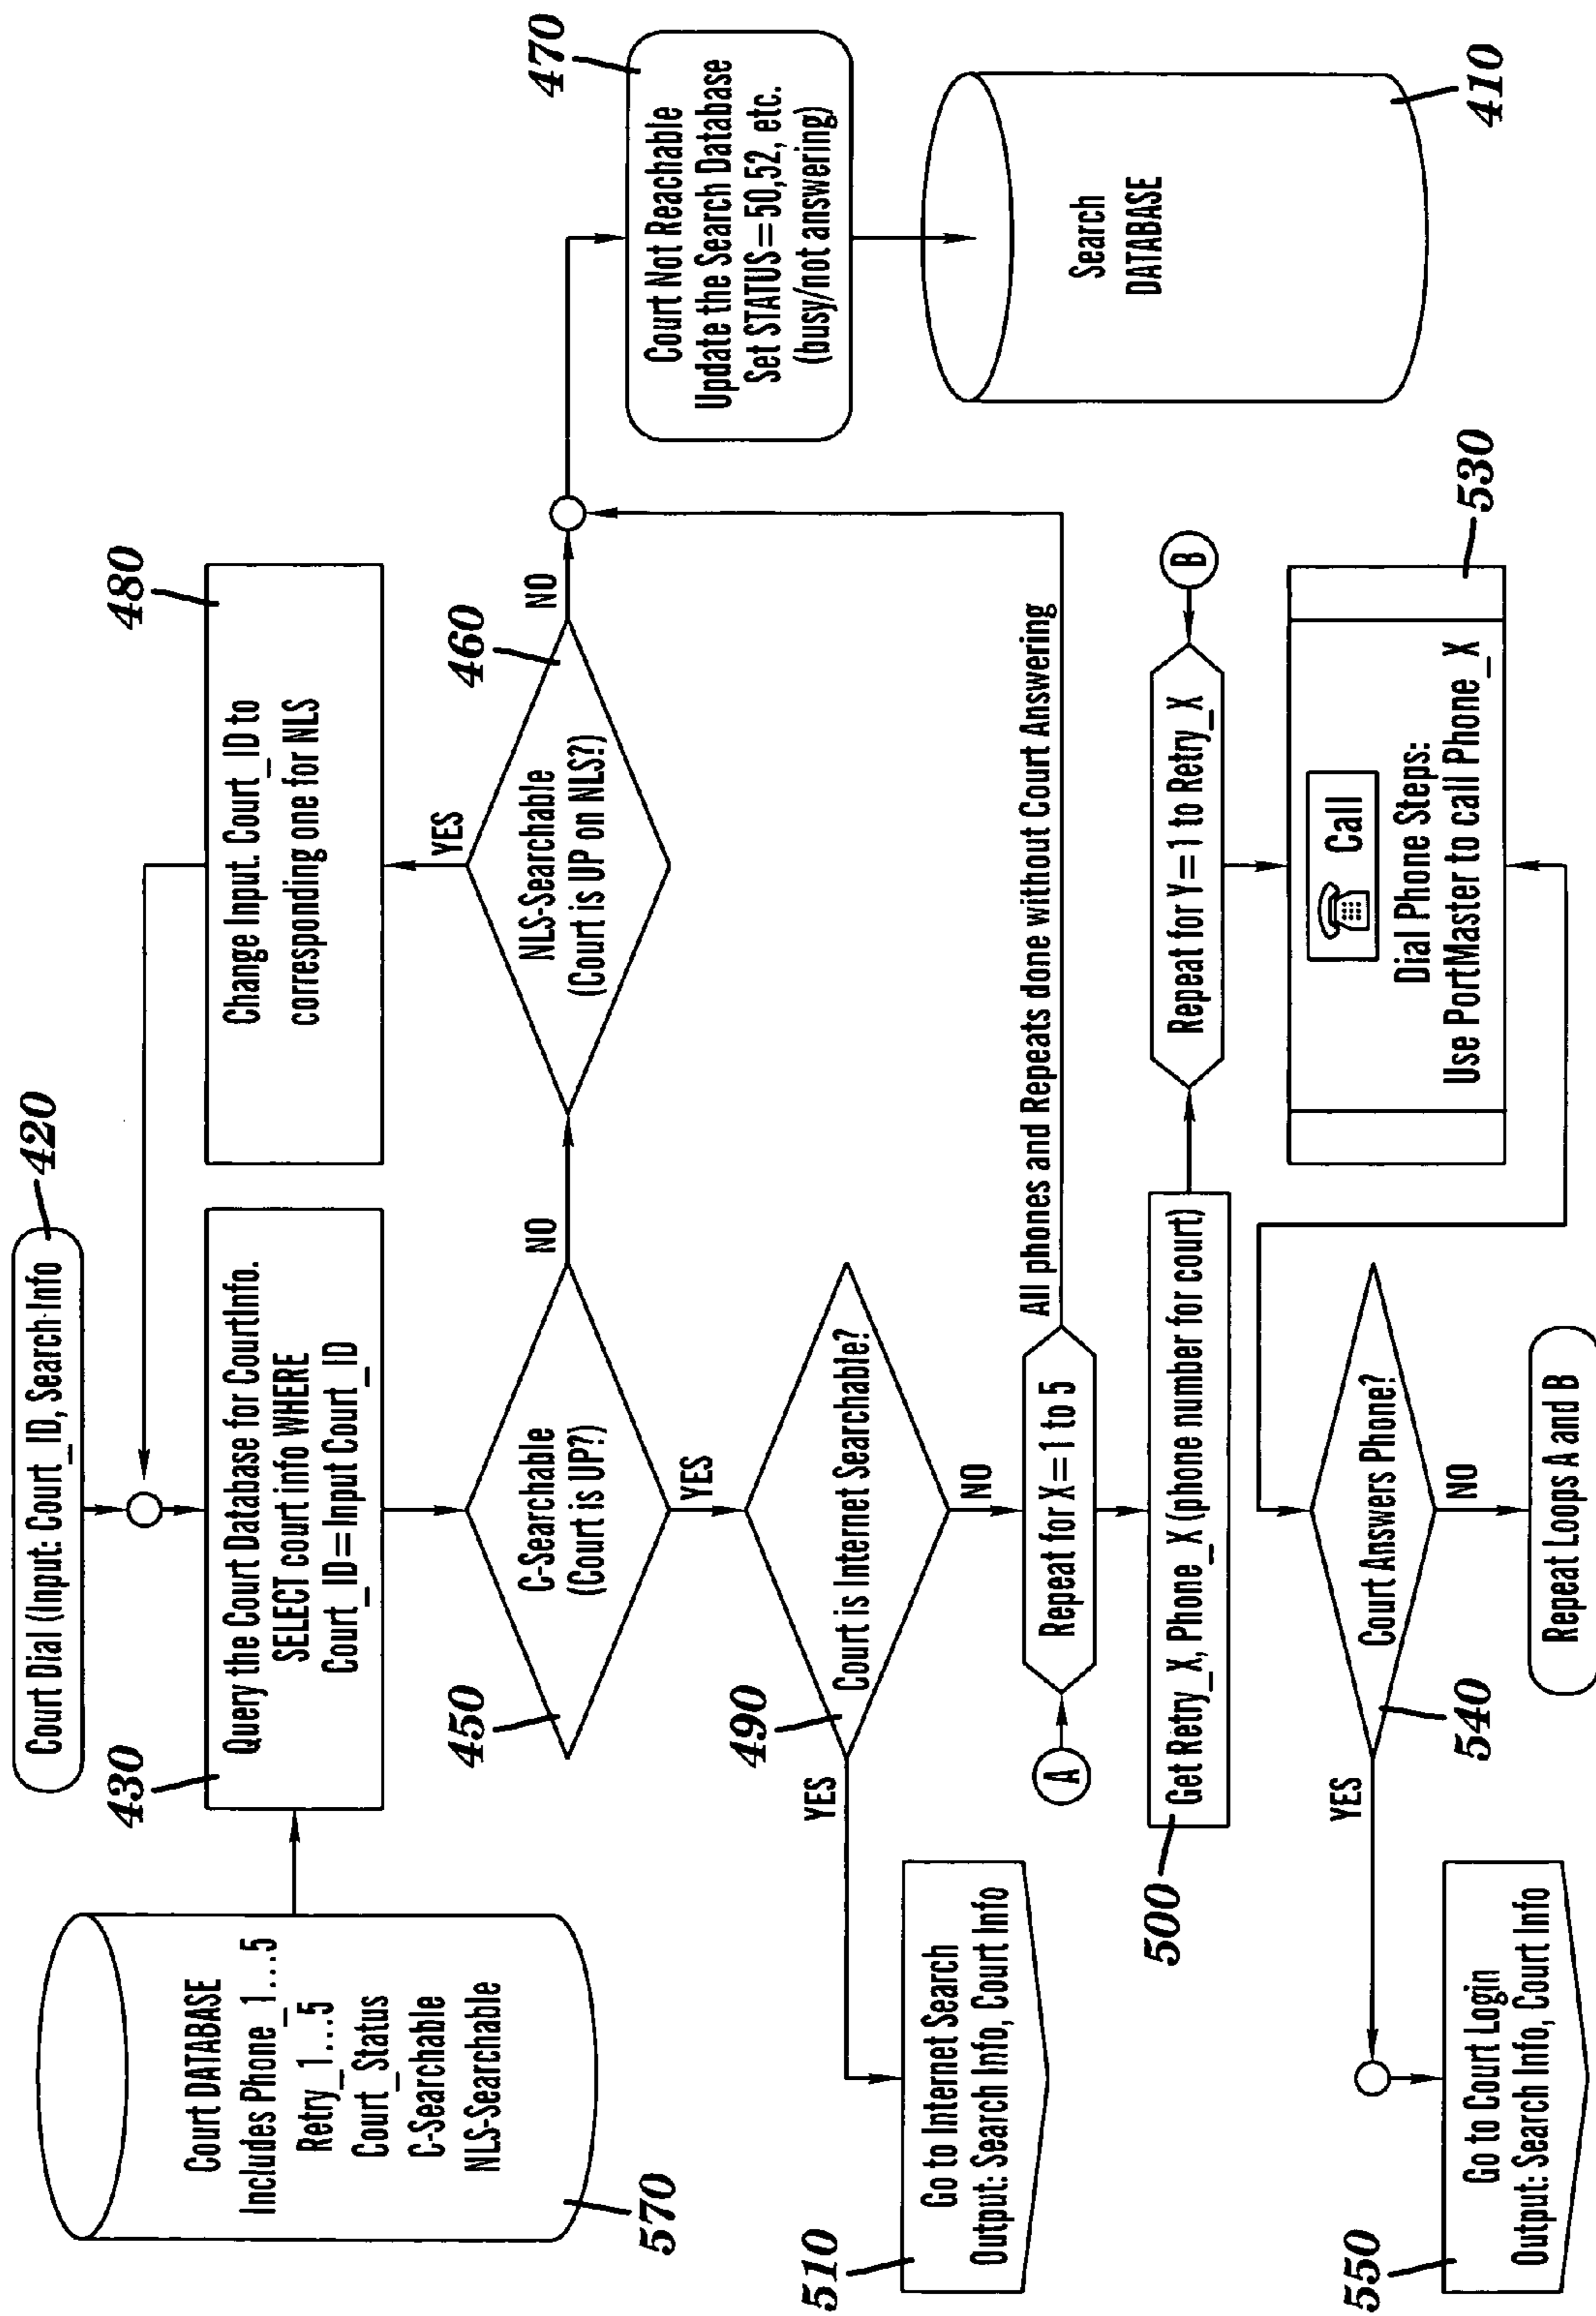 Court Dial (Input: Court_ID, Search-Info
420
COURT DATABASE
Includes Phone_1...5
Retry_1...5
Court_Status
C-Searchable
NLS-Searchable
570
430
Query the Court Database for CourtInfo.
SELECT court info WHERE
Court_ID=Input Court_ID
480
Change Input. Court_ID to
corresponding one for NLS
450
C-Searchable
(Court is UP?)
NO
YES
460
NLS-Searchable
(Court is UP on NLS?)
YES
NO
470
Court Not Reachable
Update the Search Database
Set STATUS=50,52, etc.
(busy/not answering)
Search
DATABASE
410
490
Court is Internet Searchable?
YES
NO
510
Go to Internet Search
Output: Search Info, Court Info
A
Repeat for X=1 to 5
All phones and Repeats done without Court Answering
500
Get Retry_X, Phone_X (phone number for court)
Repeat for Y=1 to Retry_X
B
530
Call
Dial Phone Steps:
Use PortMaster to call Phone_X
540
Court Answers Phone?
YES
NO
550
Go to Court Login
Output: Search Info, Court Info
Repeat Loops A and B